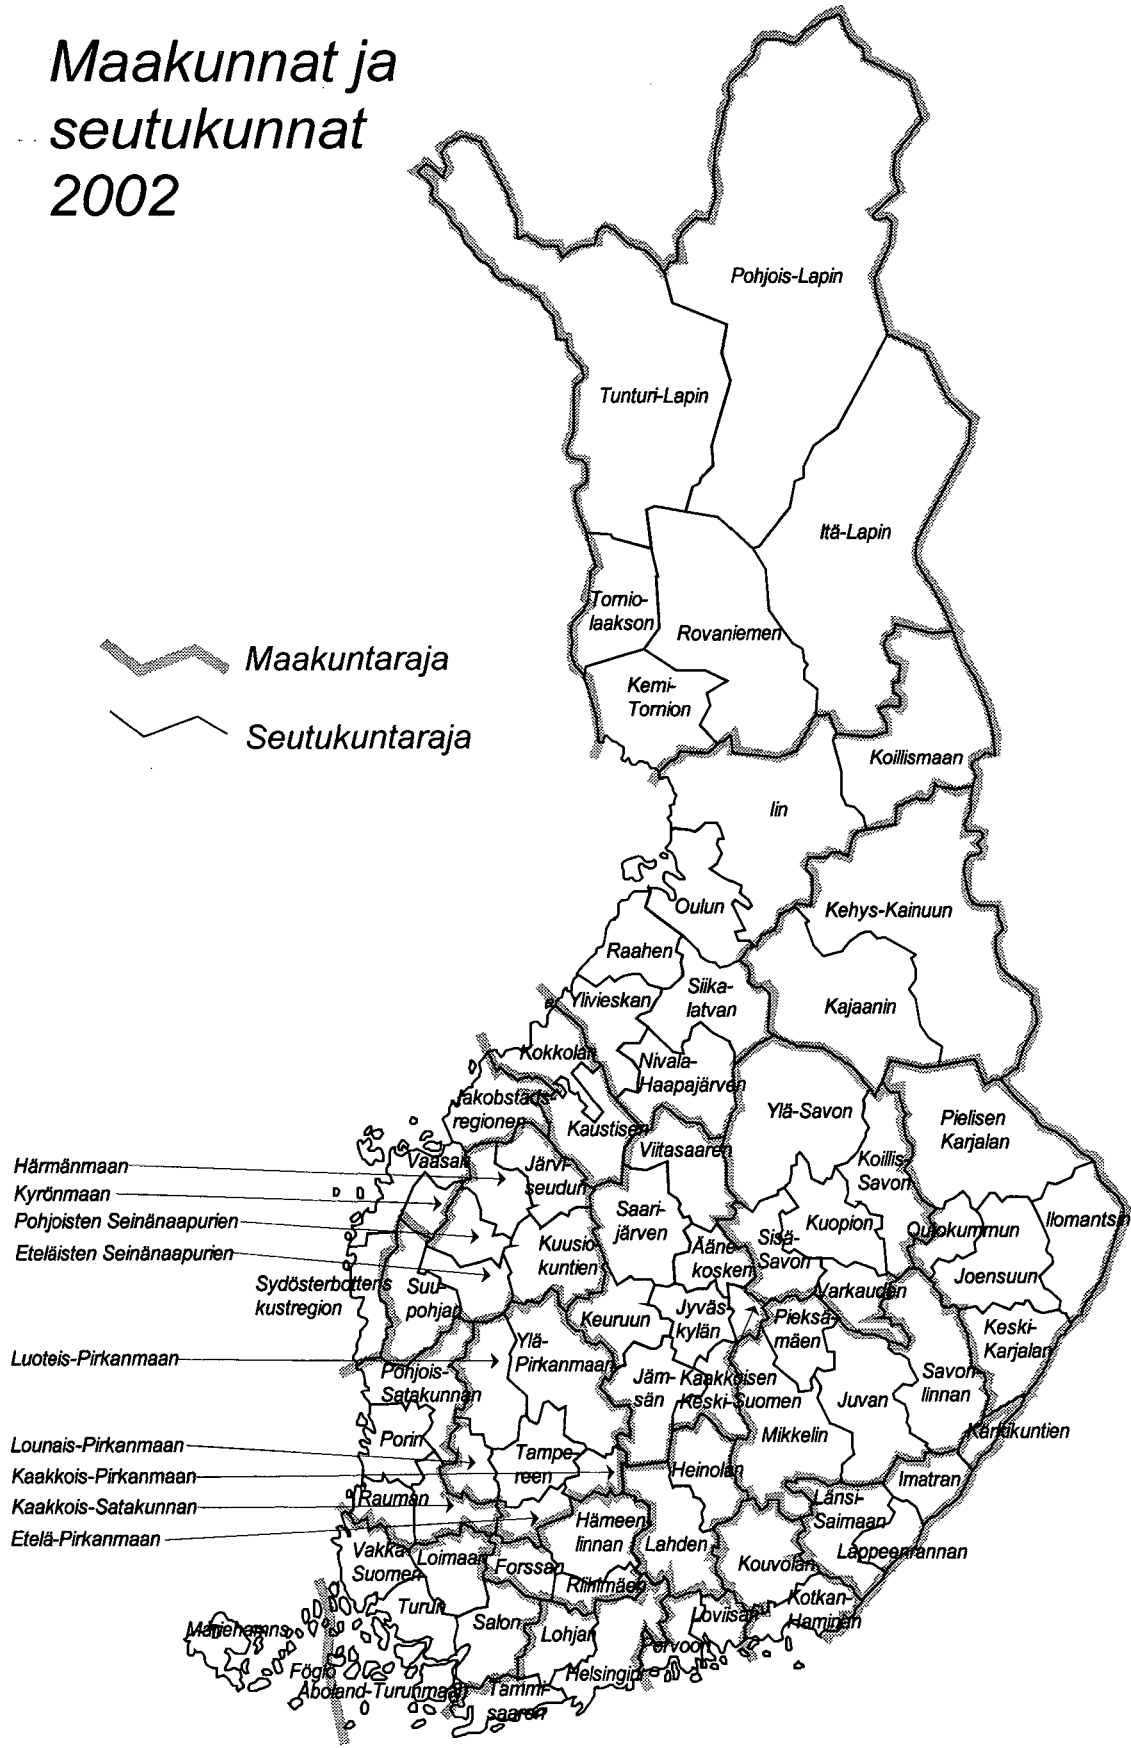 Maakunnat ja
seutukunnat
2002
Pohjois-Lapin
Tunturi-Lapin
Itä-Lapin
Tornio-
laakson
Rovaniemen
Maakuntaraja
Kemi-
Tornion
Seutukuntaraja
Koillismaan
Iin
Oulun
Kehys-Kainuun
Raahen
Siika-
latvan
Ylivieskan
Kajaanin
Kokkolan
Nivala-
Haapajärven
Jakobstads-
regionen
Ylä-Savon
Pielisen
Karjalan
Kaustisen
Viitasaaren
Härmänmaan
Vaasan
Järvi-
seudun
Koillis-
Savon
Kyrönmaan
Pohjoisten Seinänaapurien
Eteläisten Seinänaapurien
Saari-
järven
Kuopion
Outokummun
Ilomantsin
Kuusio-
kuntien
Ääne-
kosken
Sisä-
Savon
Joensuun
Sydösterbottens
kustregion
Suu-
pohjan
Varkauden
Keuruun
Jyväs-
kylän
Pieksä-
mäen
Keski-
Karjalan
Luoteis-Pirkanmaan
Ylä-
Pirkanmaan
Pohjois-
Satakunnan
Jäm-
sän
Kaakkoisen
Keski-Suomen
Juvan
Savon-
linnan
Porin
Mikkelin
Kärkikuntien
Lounais-Pirkanmaan
Tampe-
reen
Kaakkois-Pirkanmaan
Heinolan
Imatran
Kaakkois-Satakunnan
Rauman
Länsi-
Saimaan
Etelä-Pirkanmaan
Hämeen-
linnan
Lahden
Vakka-
Suomen
Loimaan
Forssan
Kouvolan
Lappeenrannan
Riihimäen
Turun
Salon
Lohjan
Loviisan
Kotkan-
Haminan
Mariehamns
Porvoon
Föglö
Helsingin
Åboland-Turunmaan
Tammi-
saaren